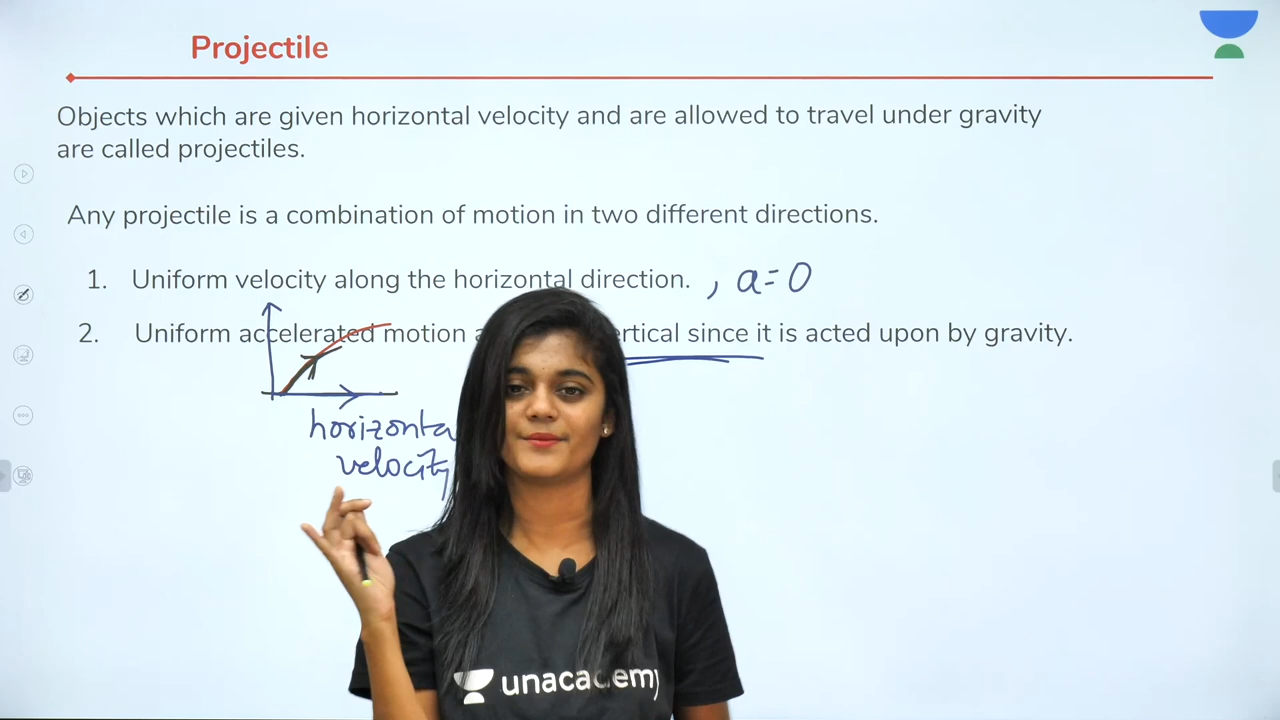 Projectile
Objects which are given horizontal velocity and are allowed to travel under gravity
are called projectiles.
Any projectile is a combination of motion in two different directions.
1. Uniform velocity along the horizontal direction. , a=0
2. Uniform accelerated motion a rtical since it is acted upon by gravity.
horizonta
velocity
unacademy